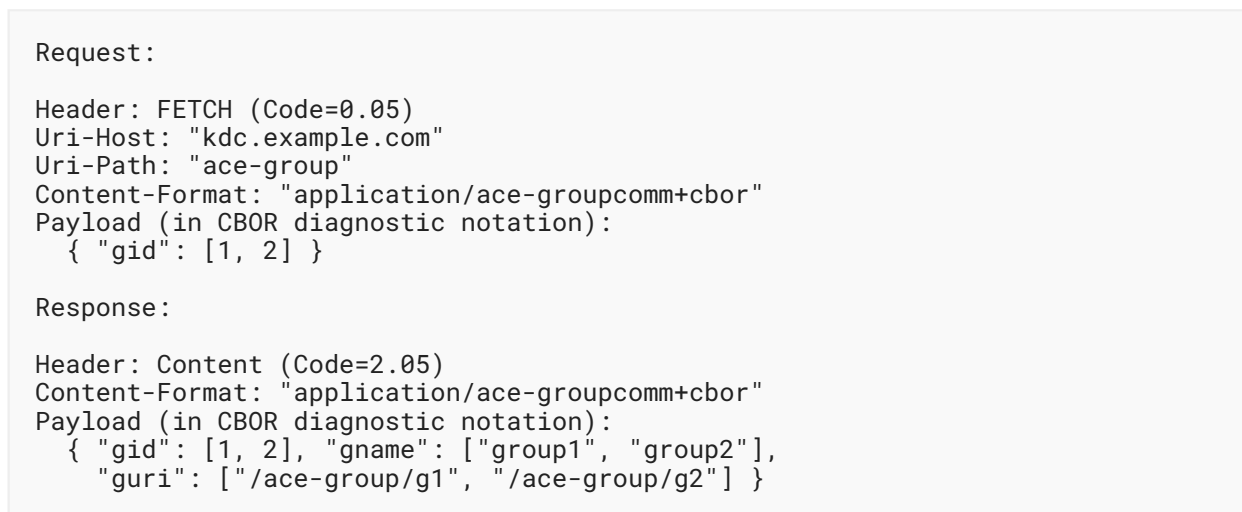 Request:
Header: FETCH (Code=0.05)
Uri-Host: "kdc.example.com"
Uri-Path: "ace-group"
Content-Format: "application/ace-groupcomm+cbor"
Payload (in CBOR diagnostic notation):
  { "gid": [1, 2] }
Response:
Header: Content (Code=2.05)
Content-Format: "application/ace-groupcomm+cbor"
Payload (in CBOR diagnostic notation):
  { "gid": [1, 2], "gname": ["group1", "group2"],
    "guri": ["/ace-group/g1", "/ace-group/g2"] }